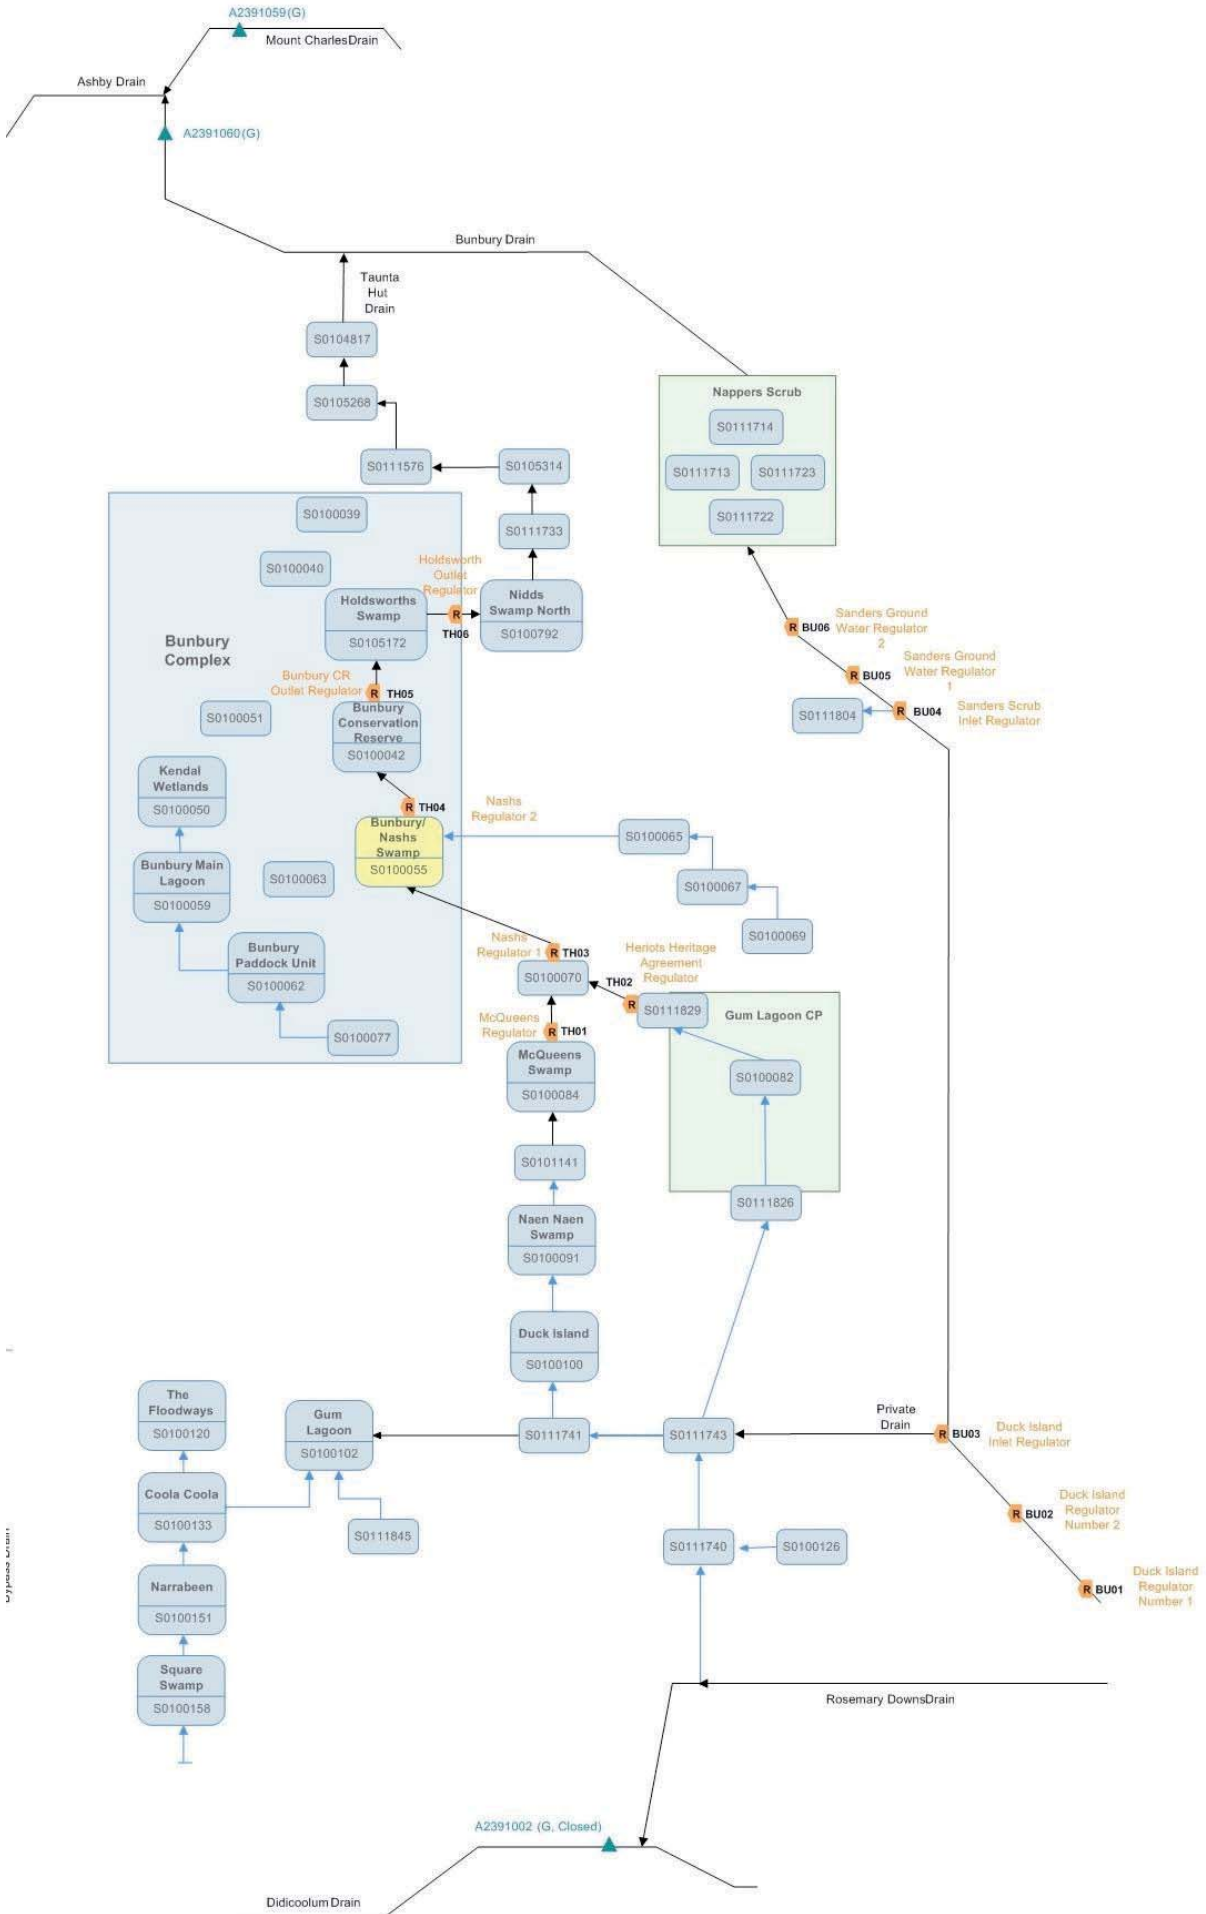 A2391059(G)
Mount CharlesDrain
Ashby Drain
A2391060(G)
Bunbury Drain
Taunta
Hut
Drain
S0104817
S0105268
S0111576
S0105314
S0111733
Nappers Scrub
S0111714
S0111713
S0111723
S0111722
S0100039
S0100040
Holdsworth
Outlet
Regulator
Holdsworths
Swamp
S0105172
R
TH06
Nidds
Swamp North
S0100792
Bunbury
Complex
Bunbury CR
Outlet Regulator
R TH05
Bunbury
Conservation
Reserve
S0100042
S0100051
R BU06
Sanders Ground
Water Regulator
2
R BU05
Sanders Ground
Water Regulator
1
S0111804
R BU04
Sanders Scrub
Inlet Regulator
Kendal
Wetlands
S0100050
R TH04
Nashs
Regulator 2
Bunbury/
Nashs
Swamp
S0100055
S0100065
S0100067
S0100069
Bunbury Main
Lagoon
S0100059
S0100063
Bunbury
Paddock Unit
S0100062
S0100077
Nashs
Regulator 1
R TH03
S0100070
Heriots Heritage
Agreement
Regulator
TH02
R
S0111829
Gum Lagoon CP
McQueens
Regulator
R TH01
McQueens
Swamp
S0100084
S0100082
S0101141
S0111826
Naen Naen
Swamp
S0100091
Duck Island
S0100100
The
Floodways
S0100120
Gum
Lagoon
S0100102
S0111741
S0111743
Private
Drain
R BU03
Duck Island
Inlet Regulator
Coola Coola
S0100133
S0111845
S0111740
S0100126
R BU02
Duck Island
Regulator
Number 2
Narrabeen
S0100151
R BU01
Duck Island
Regulator
Number 1
Square
Swamp
S0100158
Rosemary DownsDrain
A2391002 (G, Closed)
Didicoolum Drain